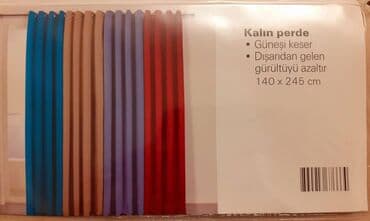 Kalın perde
• Güneşi keser
• Dışarıdan gelen
gürültüyü azaltır
140 x 245 cm